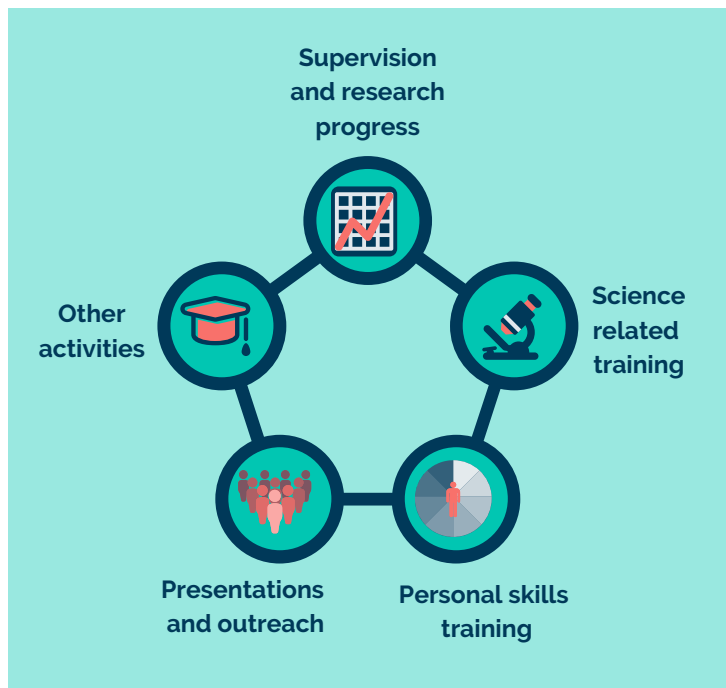 Supervision
and research
progress
Science
related
training
Other
activities
Presentations
and outreach
Personal skills
training